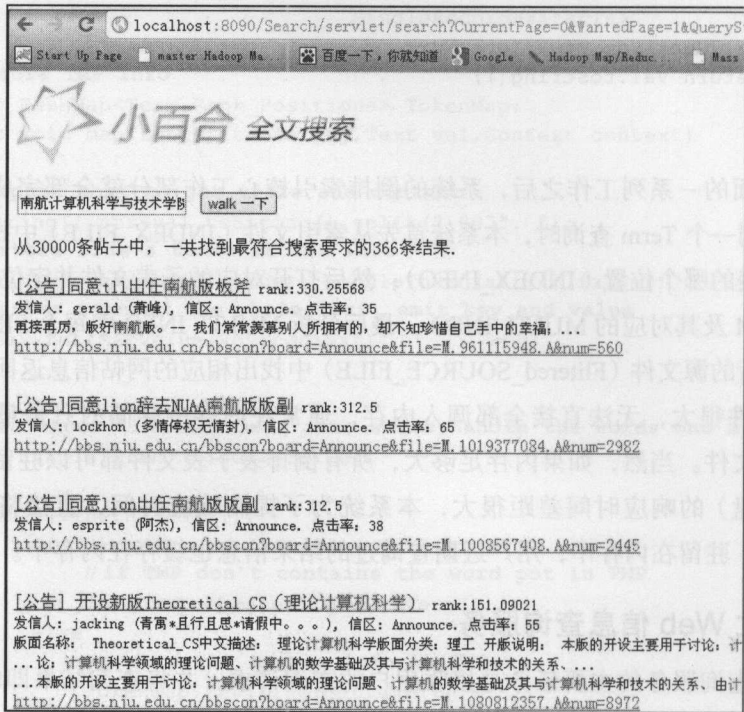 localhost:8090/Search/servlet/search?CurrentPage=0&WantedPage=1&QueryS
Start Up Page master Hadoop Ma... 百度一下，你就知道 Google Hadoop Map/Reduc... Mass
小百合 全文搜索
南航计算机科学与技术学 walk 一下
从30000条帖子中， 一共找到最符合搜索要求的366条结果.
[公告]同意ill出任南航版板斧 rank:330.25568
发信人: gerald (萧峰), 信区: Announce. 点击率: 35
再接再厉, 版好南航版。 - 我们常常羡慕别人所拥有的, 却不知珍惜自己手中的幸福, ...
http://bbs.nju.edu.cn/bbscon?board=Announce&file=M.961115948.A&num=560
[公告]同意lion辞去NUAA南航版版副 rank:312.5
发信人: lockhon (多情停权无情封), 信区: Announce. 点击率: 65
http://bbs.nju.edu.cn/bbscon?board=Announce&file=M.1019377084.A&num=2982
[公告]同意lion出任南航版版副 rank:312.5
发信人: esprite (阿杰), 信区: Announce. 点击率: 38
http://bbs.nju.edu.cn/bbscon?board=Announce&file=M.1008567408.A&num=2445
[公告] 开设新版Theoretical CS (理论计算机科学) rank:151.09021
发信人: jacking (青富*且行且思*请假中。。。), 信区: Announce. 点击率: 55
版面名称: Theoretical_CS中文描述: 理论计算机科学版面分类: 理工 开版说明: 本版的开设主要用于讨论: 计
...论: 计算机科学领域的理论问题、计算机的数学基础及其与计算机科学和技术的关系. ...
...本版的开设主要用于讨论: 计算机科学领域的理论问题、计算机的数学基础及其与计算机科学和技术的关系、由计
http://bbs.nju.edu.cn/bbscon?board=Announce&file=M.1080812357.A&num=8972